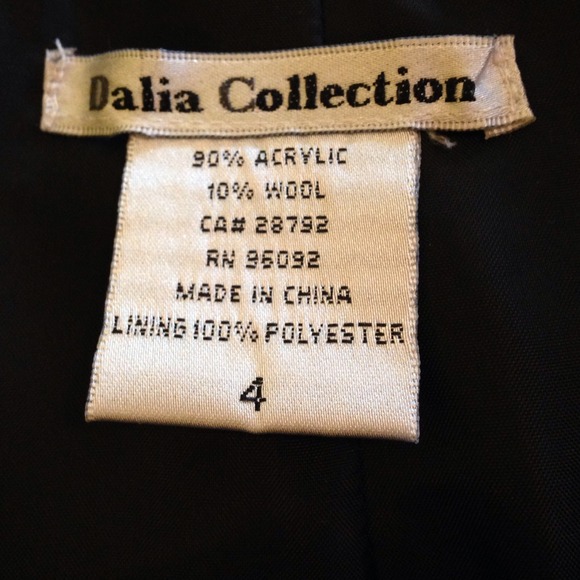 Dalia Collection
90% ACRYLIC
10% WOOL
CA# 28792
RN 96092
MADE IN CHINA
LINING 100% POLYESTER
4